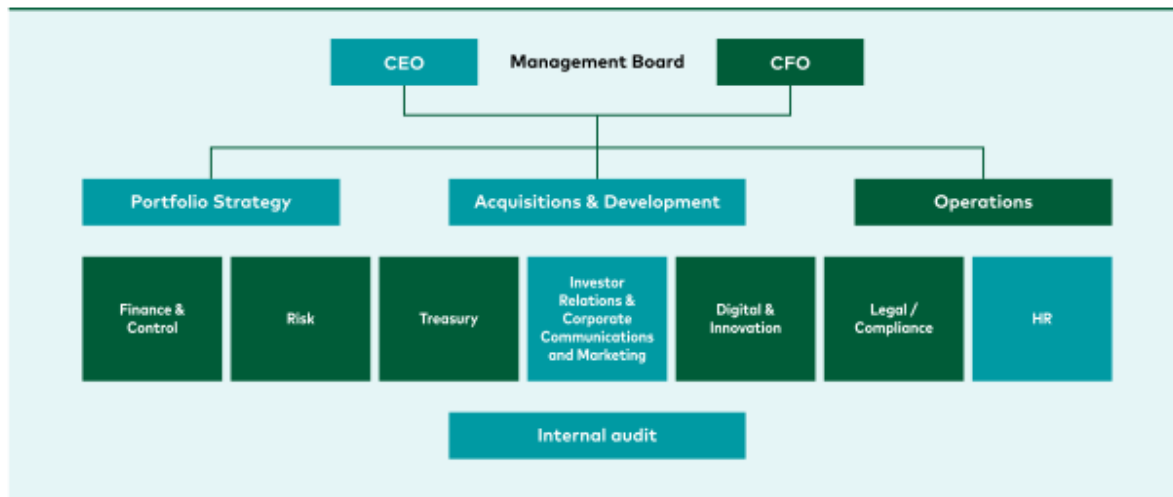 CEO
Management Board
CFO
Portfolio Strategy
Acquisitions & Development
Operations
Finance &
Control
Risk
Treasury
Investor
Relations &
Corporate
Communications
and Marketing
Digital &
Innovation
Legal /
Compliance
HR
Internal audit